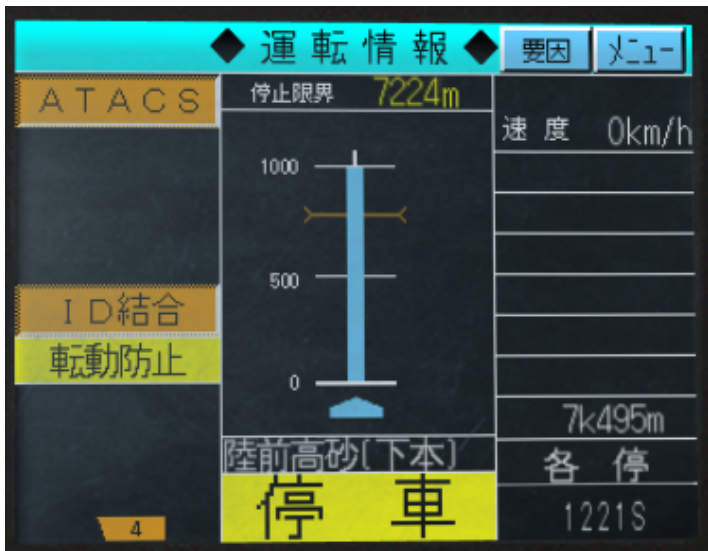 ◆運転情報◆
要因
メニュー
ATACS
停止限界 7224m
速度 0km/h
1000
500
0
ID結合
転動防止
7k495m
陸前高砂[下本]
各停
停車
1221S
4